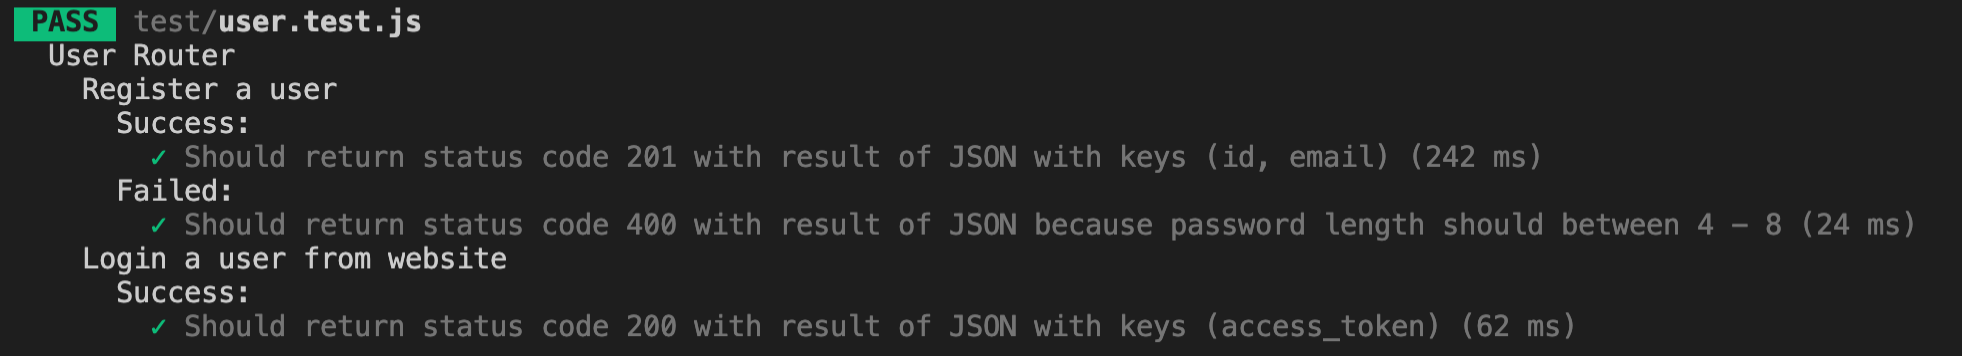 PASS test/user.test.js
User Router
Register a user
Success:
✓ Should return status code 201 with result of JSON with keys (id, email) (242 ms)
Failed:
✓ Should return status code 400 with result of JSON because password length should between 4 - 8 (24 ms)
Login a user from website
Success:
✓ Should return status code 200 with result of JSON with keys (access_token) (62 ms)